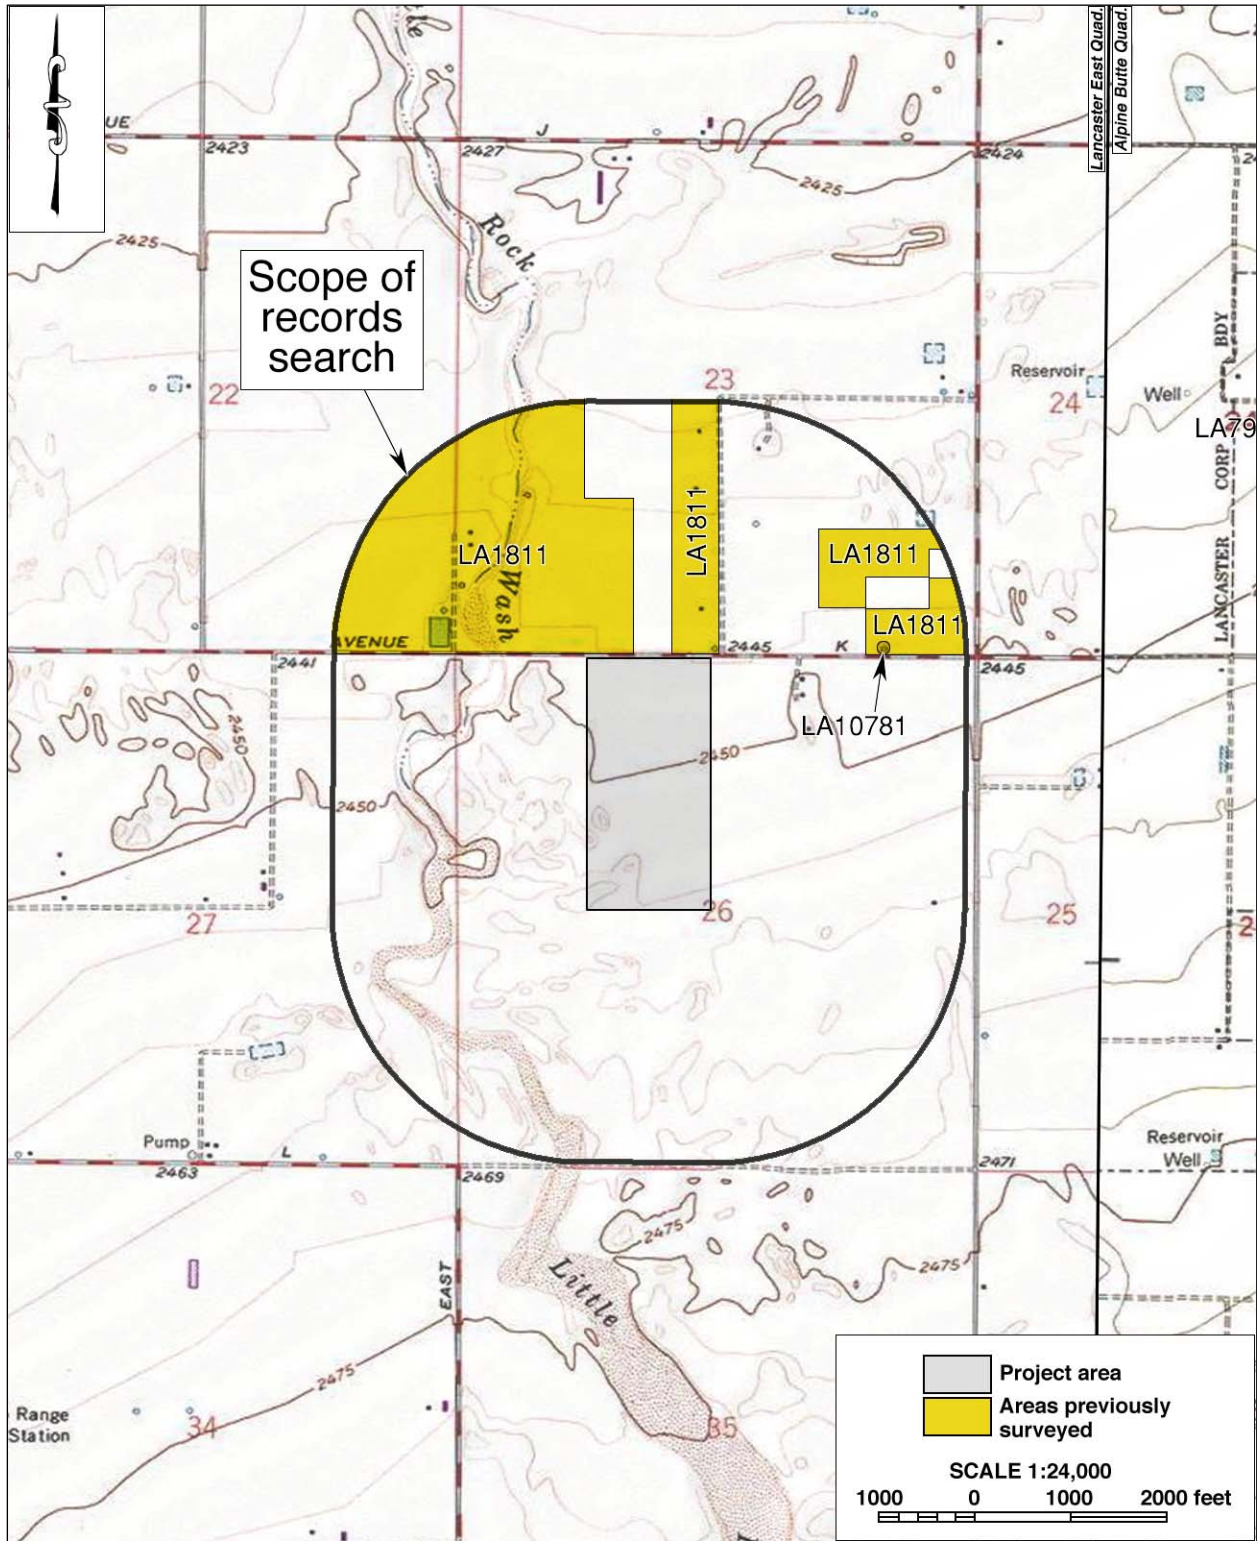 Lancaster East Quad.
Alpine Butte Quad.
UE
J
2423
2427
2424
2425
2425
Rock
Scope of
records
search
22
23
Reservoir
24
Well
BDY
CORP
LANCASTER
LA79
LA1811
LA1811
LA1811
LA1811
Wash
AVENUE
2441
2445
K
2445
LA10781
2450
2450
2450
27
26
25
2
Pump
L
2463
2469
2471
Reservoir
Well
EAST
Little
2475
2475
2475
Range
Station
34
35
Project area
Areas previously
surveyed
SCALE 1:24,000
1000 0 1000 2000 feet